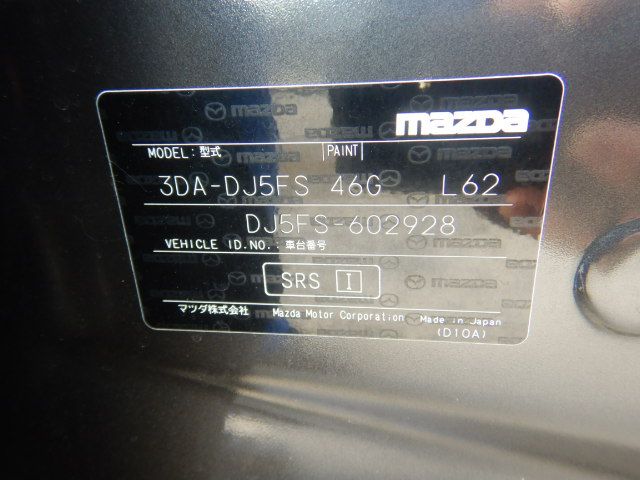 mazda
MODEL:型式 PAINT
3DA-DJ5FS 46G L62
DJ5FS-602928
VEHICLE ID.NO.:車台番号
SRS I
マツダ株式会社 Mazda Motor Corporation Made in Japan
(D10A)